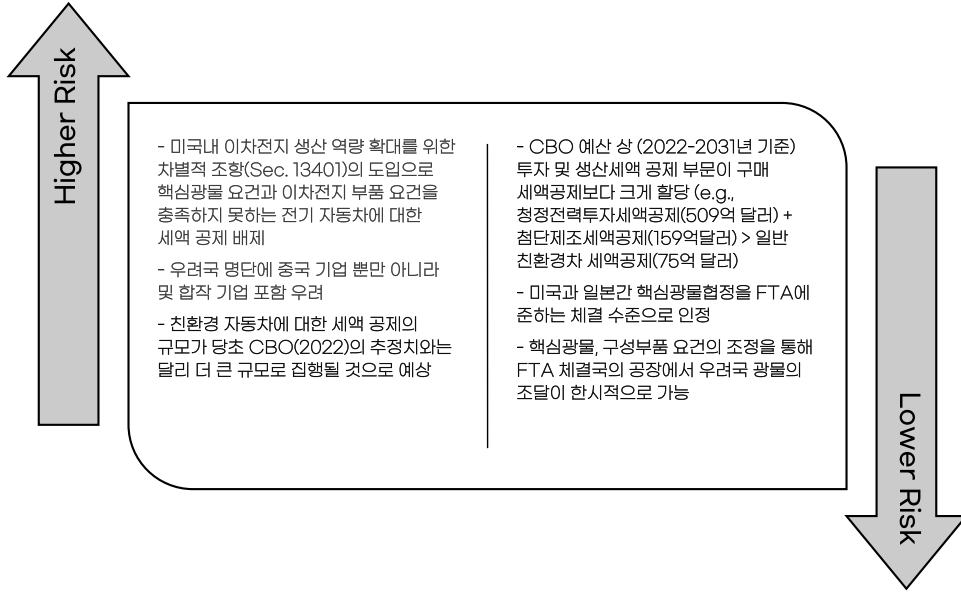 Higher Risk
- 미국내 이차전지 생산 역량 확대를 위한
차별적 조항(Sec. 13401)의 도입으로
핵심광물 요건과 이차전지 부품 요건을
충족하지 못하는 전기 자동차에 대한
세액 공제 배제
- 우려국 명단에 중국 기업 뿐만 아니라
및 합작 기업 포함 우려
- 친환경 자동차에 대한 세액 공제의
규모가 당초 CBO(2022)의 추정치와는
달리 더 큰 규모로 집행될 것으로 예상
- CBO 예산 상 (2022-2031년 기준)
투자 및 생산세액 공제 부문이 구매
세액공제보다 크게 할당 (e.g.,
청정전력투자세액공제(509억 달러) +
첨단제조세액공제(159억달러) > 일반
친환경차 세액공제(75억 달러)
- 미국과 일본간 핵심광물협정을 FTA에
준하는 체결 수준으로 인정
- 핵심광물, 구성부품 요건의 조정을 통해
FTA 체결국의 공장에서 우려국 광물의
조달이 한시적으로 가능
Lower Risk